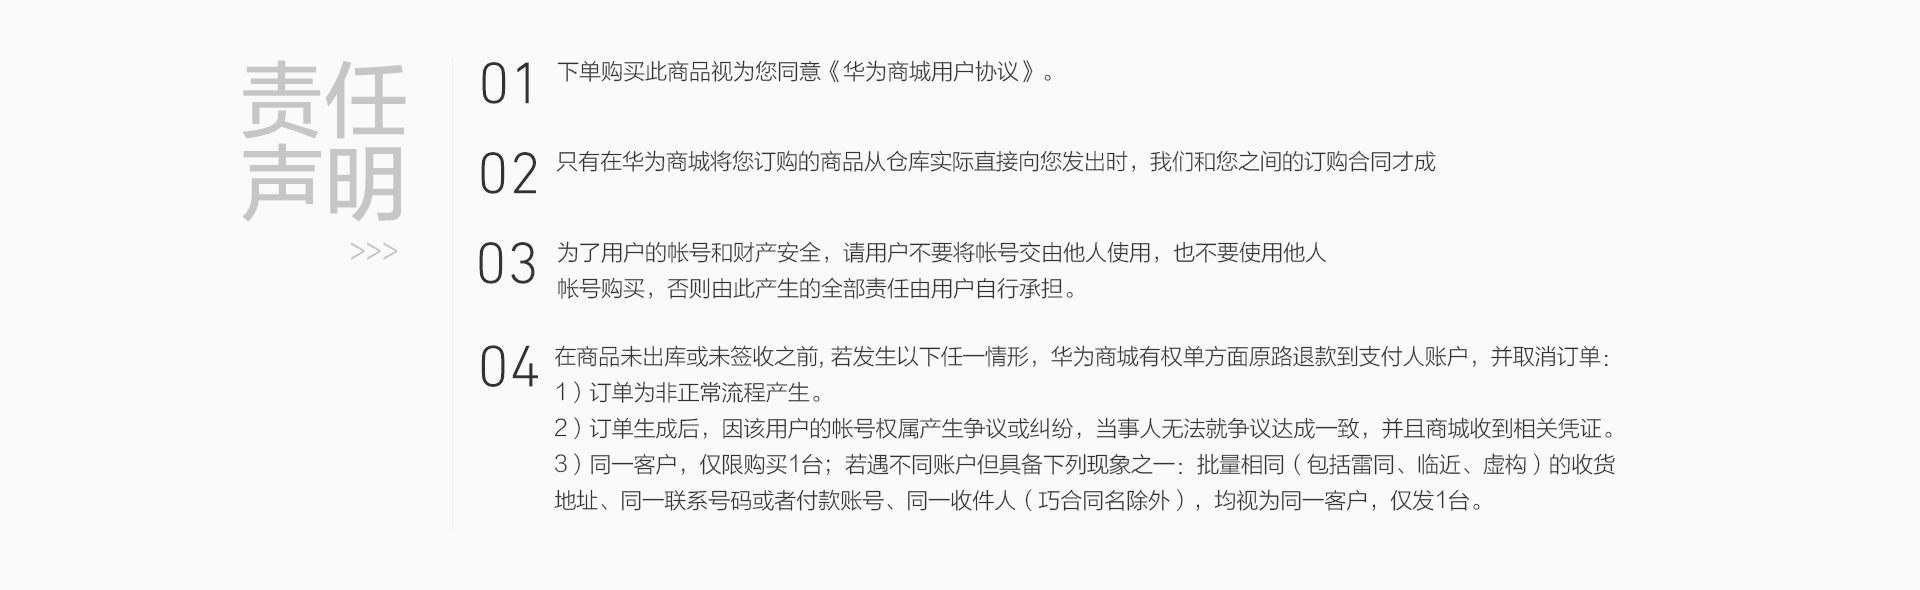 责任
声明
>>>
01
下单购买此商品视为您同意《华为商城用户协议》。
02
只有在华为商城将您订购的商品从仓库实际直接向您发出时，我们和您之间的订购合同才成
03
为了用户的帐号和财产安全，请用户不要将帐号交由他人使用，也不要使用他人
帐号购买，否则由此产生的全部责任由用户自行承担。
04
在商品未出库或未签收之前, 若发生以下任一情形，华为商城有权单方面原路退款到支付人账户，并取消订单：
1）订单为非正常流程产生。
2）订单生成后，因该用户的帐号权属产生争议或纠纷，当事人无法就争议达成一致，并且商城收到相关凭证。
3）同一客户，仅限购买1台；若遇不同账户但具备下列现象之一：批量相同（包括雷同、临近、虚构）的收货
地址、同一联系号码或者付款账号、同一收件人（巧合同名除外），均视为同一客户，仅发1台。